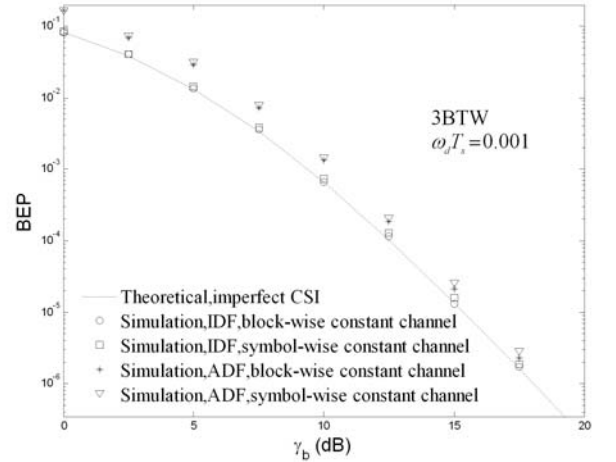 10^{-1}
10^{-2}
10^{-3}
10^{-4}
10^{-5}
10^{-6}
BEP
3BTW
ω_d T_s=0.001
Theoretical,imperfect CSI
Simulation,IDF,block-wise constant channel
Simulation,IDF,symbol-wise constant channel
Simulation,ADF,block-wise constant channel
Simulation,ADF,symbol-wise constant channel
0 5 10 15 20
γ_b (dB)